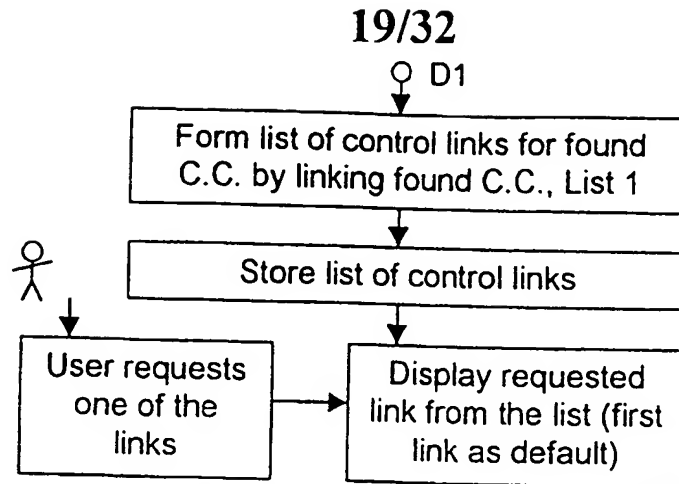 19/32
D1
Form list of control links for found
C.C. by linking found C.C., List 1
Store list of control links
User requests
one of the
links
Display requested
link from the list (first
link as default)